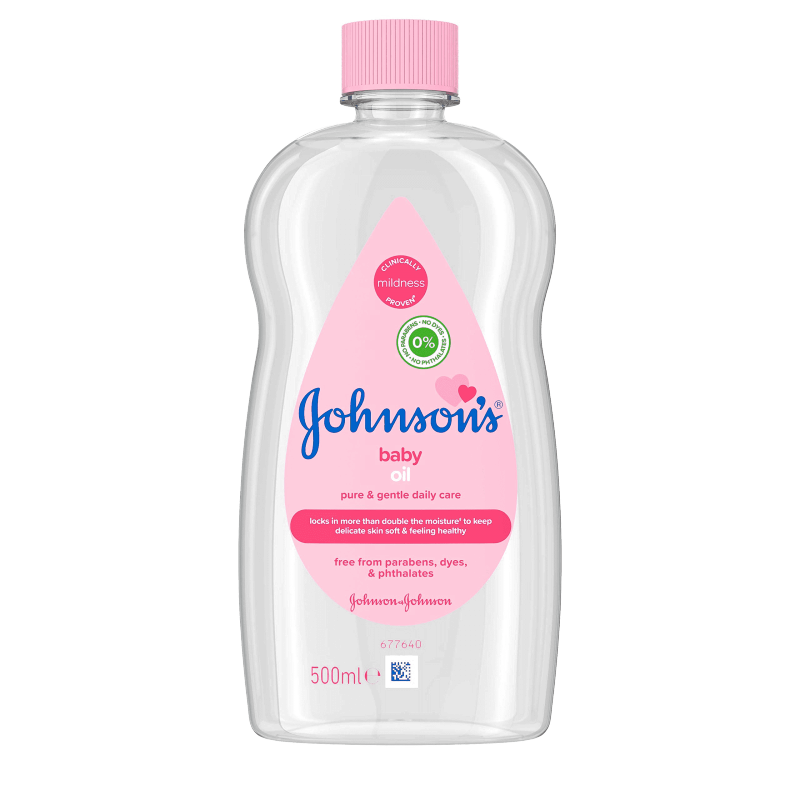 CLINICALLY
mildness
PROVEN*
NO PARABENS • NO DYES • NO PHTHALATES •
0%
Johnson's®
baby
oil
pure & gentle daily care
locks in more than double the moisture* to keep
delicate skin soft & feeling healthy
free from parabens, dyes,
& phthalates
Johnson&Johnson
677640
500ml ℮